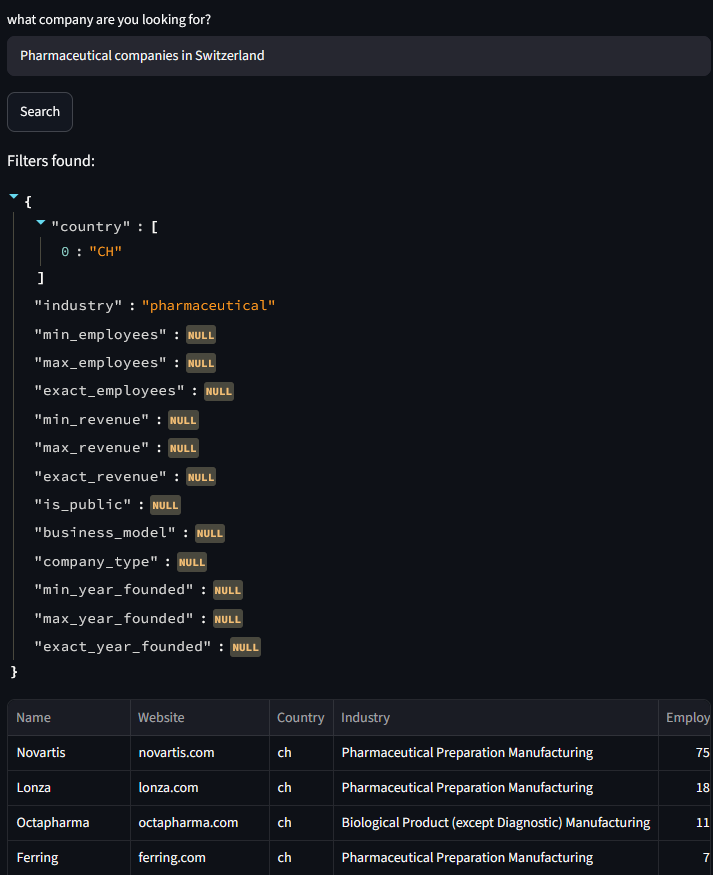 what company are you looking for?
Pharmaceutical companies in Switzerland
Search
Filters found:
{
"country" : [
0 : "CH"
]
"industry" : "pharmaceutical"
"min_employees" : NULL
"max_employees" : NULL
"exact_employees" : NULL
"min_revenue" : NULL
"max_revenue" : NULL
"exact_revenue" : NULL
"is_public" : NULL
"business_model" : NULL
"company_type" : NULL
"min_year_founded" : NULL
"max_year_founded" : NULL
"exact_year_founded" : NULL
}
Name Website Country Industry Employ
Novartis novartis.com ch Pharmaceutical Preparation Manufacturing 75
Lonza lonza.com ch Pharmaceutical Preparation Manufacturing 18
Octapharma octapharma.com ch Biological Product (except Diagnostic) Manufacturing 11
Ferring ferring.com ch Pharmaceutical Preparation Manufacturing 7